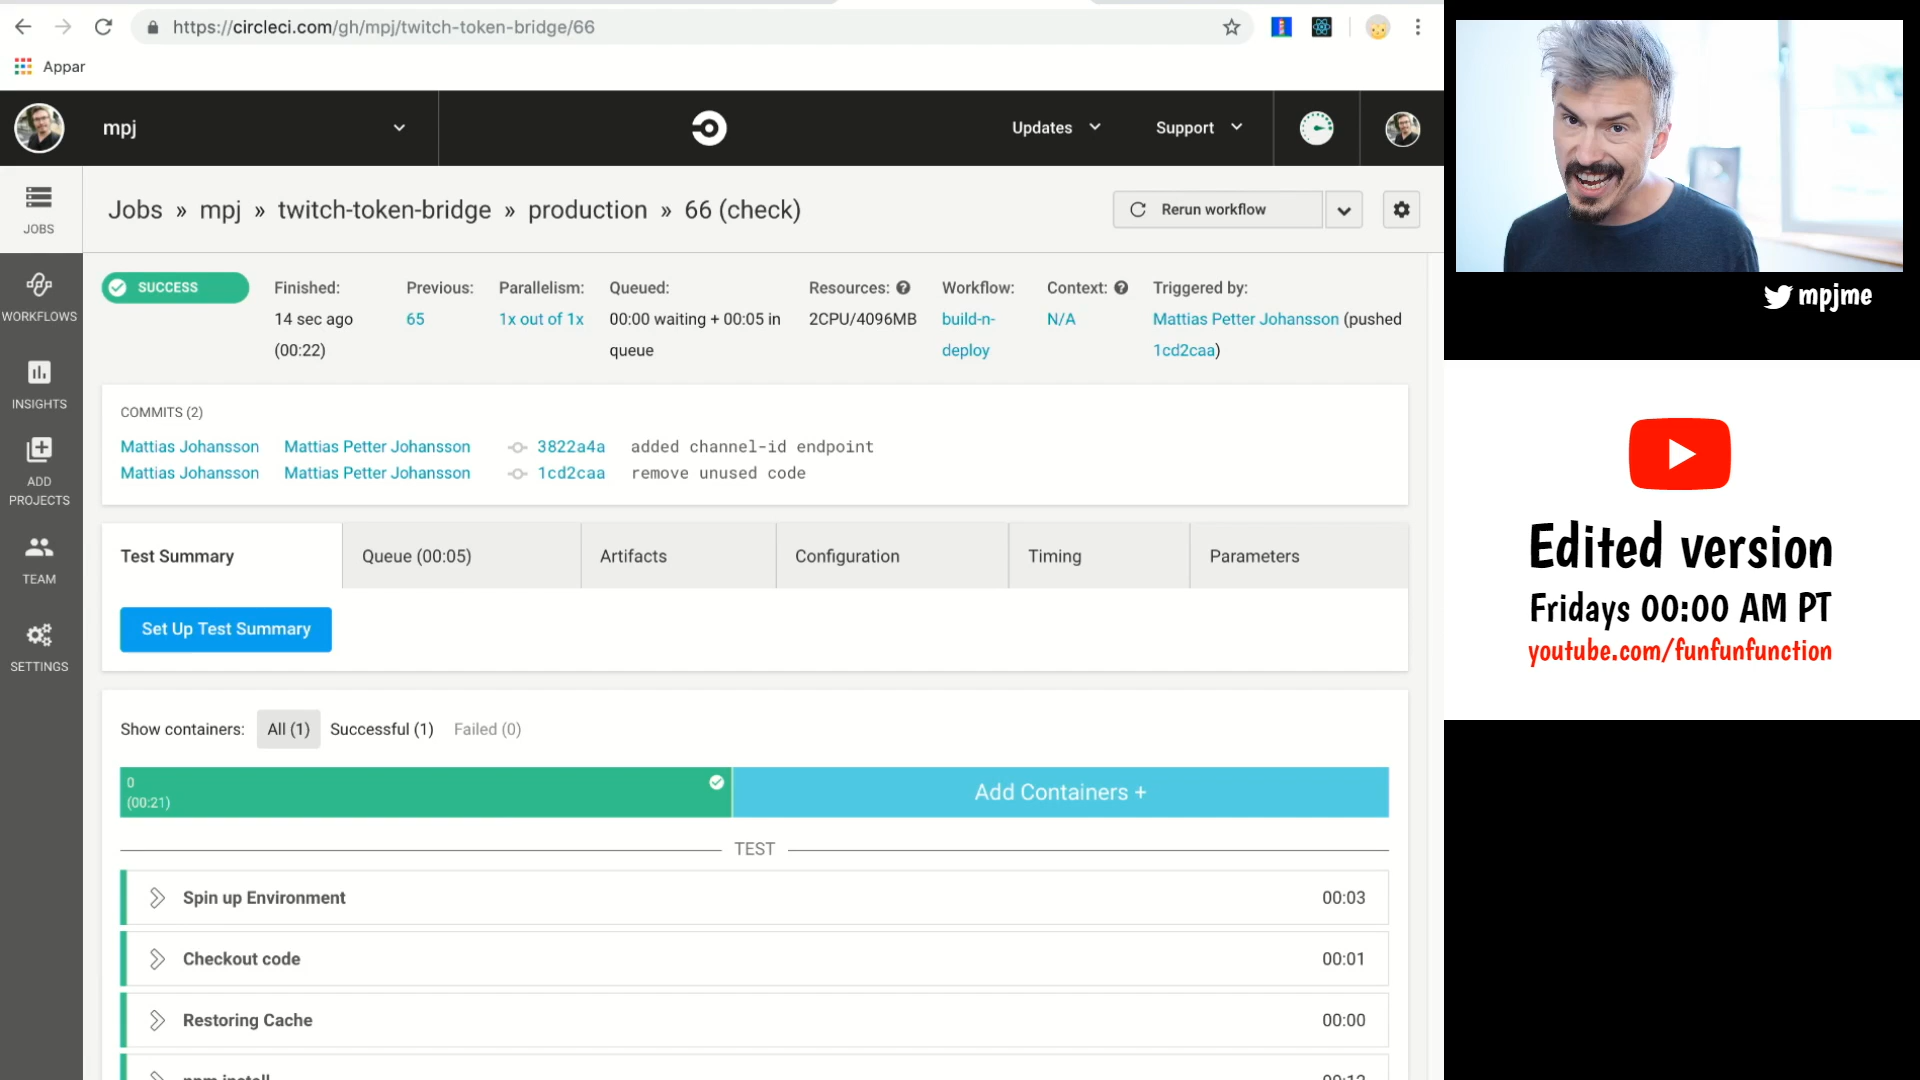 https://circleci.com/gh/mpj/twitch-token-bridge/66
Appar
mpj
Updates
Support
JOBS
WORKFLOWS
INSIGHTS
ADD
PROJECTS
TEAM
SETTINGS
Jobs » mpj » twitch-token-bridge » production » 66 (check)
Rerun workflow
SUCCESS
Finished:
14 sec ago
(00:22)
Previous:
65
Parallelism:
1x out of 1x
Queued:
00:00 waiting + 00:05 in
queue
Resources:
2CPU/4096MB
Workflow:
build-n-
deploy
Context:
N/A
Triggered by:
Mattias Petter Johansson (pushed
1cd2caa)
COMMITS (2)
Mattias Johansson Mattias Petter Johansson 3822a4a added channel-id endpoint
Mattias Johansson Mattias Petter Johansson 1cd2caa remove unused code
Test Summary
Queue (00:05)
Artifacts
Configuration
Timing
Parameters
Set Up Test Summary
Show containers: All (1) Successful (1) Failed (0)
0
(00:21)
Add Containers +
TEST
Spin up Environment 00:03
Checkout code 00:01
Restoring Cache 00:00
npm install 00:12
mpjme
Edited version
Fridays 00:00 AM PT
youtube.com/funfunfunction